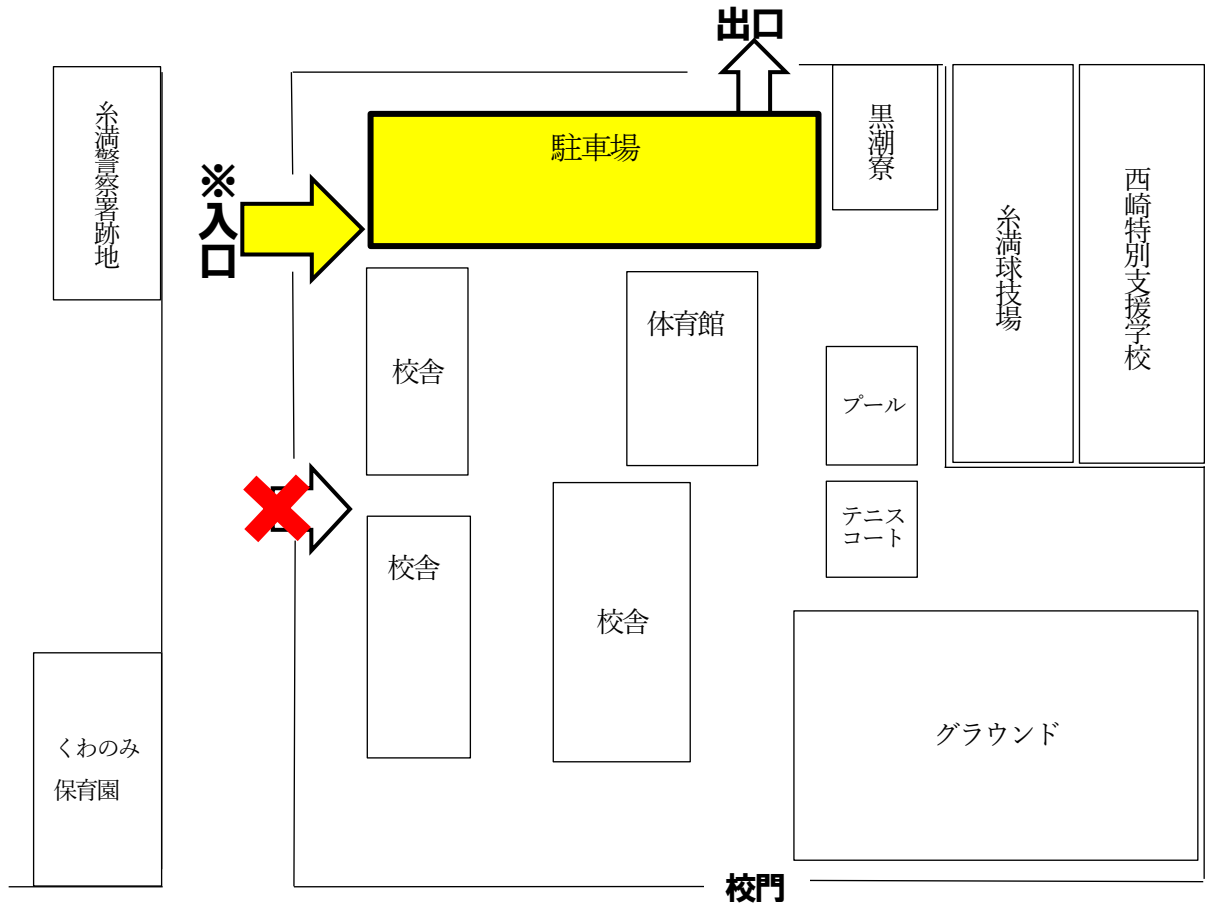 出口
糸満警察署跡地
※入口
駐車場
黒潮寮
糸満球技場
西崎特別支援学校
校舎
体育館
プール
テニス
コート
校舎
校舎
グラウンド
くわのみ
保育園
校門